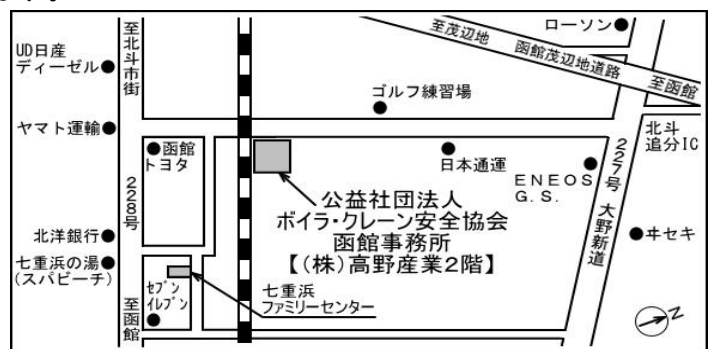 す。
ローソン
至茂辺地
函館茂辺地道路
至函館
至北斗市街
UD日産
ディーゼル
ゴルフ練習場
ヤマト運輸
函館
トヨタ
日本通運
ENEOS
G.S.
北斗
追分IC
227号 大野新道
228号
公益社団法人
ボイラ・クレーン安全協会
函館事務所
【(株)高野産業2階】
北洋銀行
ヰセキ
七重浜の湯
(スパビーチ)
セブン
イレブン
七重浜
ファミリーセンター
至函館
N